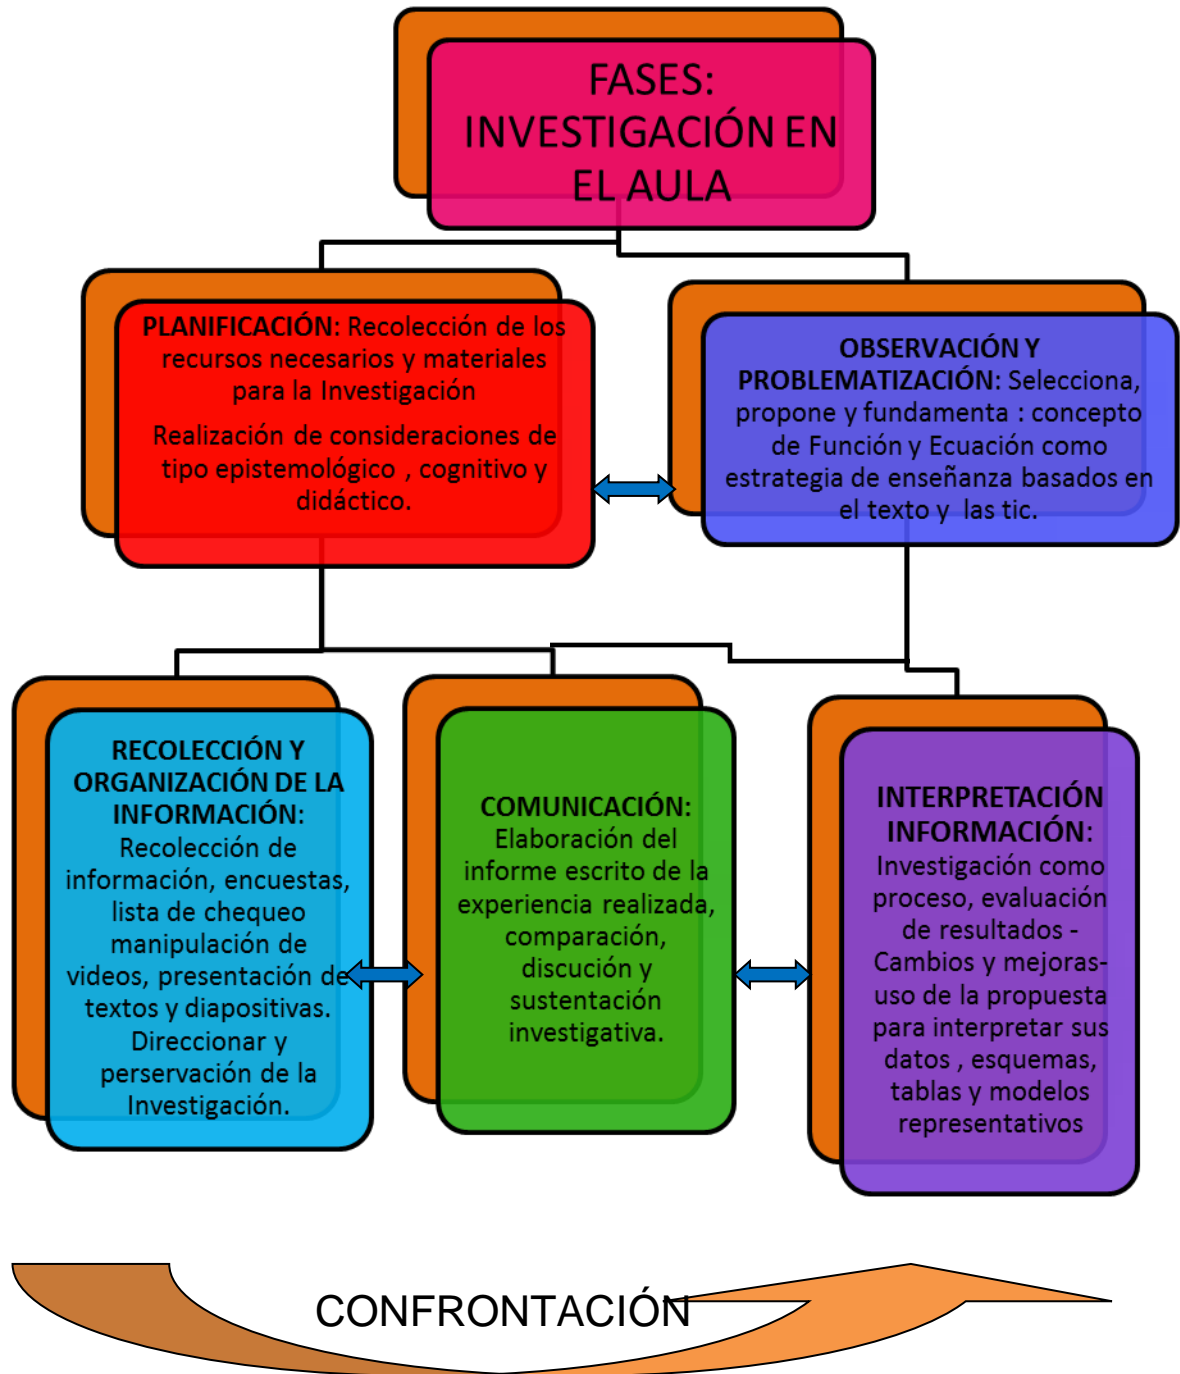 FASES:
INVESTIGACIÓN EN
EL AULA
PLANIFICACIÓN: Recolección de los
recursos necesarios y materiales
para la Investigación
Realización de consideraciones de
tipo epistemológico , cognitivo y
didáctico.
OBSERVACIÓN Y
PROBLEMATIZACIÓN: Selecciona,
propone y fundamenta : concepto
de Función y Ecuación como
estrategia de enseñanza basados en
el texto y las tic.
RECOLECCIÓN Y
ORGANIZACIÓN DE LA
INFORMACIÓN:
Recolección de
información, encuestas,
lista de chequeo
manipulación de
videos, presentación de
textos y diapositivas.
Direccionar y
perservación de la
Investigación.
COMUNICACIÓN:
Elaboración del
informe escrito de la
experiencia realizada,
comparación,
discución y
sustentación
investigativa.
INTERPRETACIÓN
INFORMACIÓN:
Investigación como
proceso, evaluación
de resultados -
Cambios y mejoras-
uso de la propuesta
para interpretar sus
datos , esquemas,
tablas y modelos
representativos
CONFRONTACIÓN